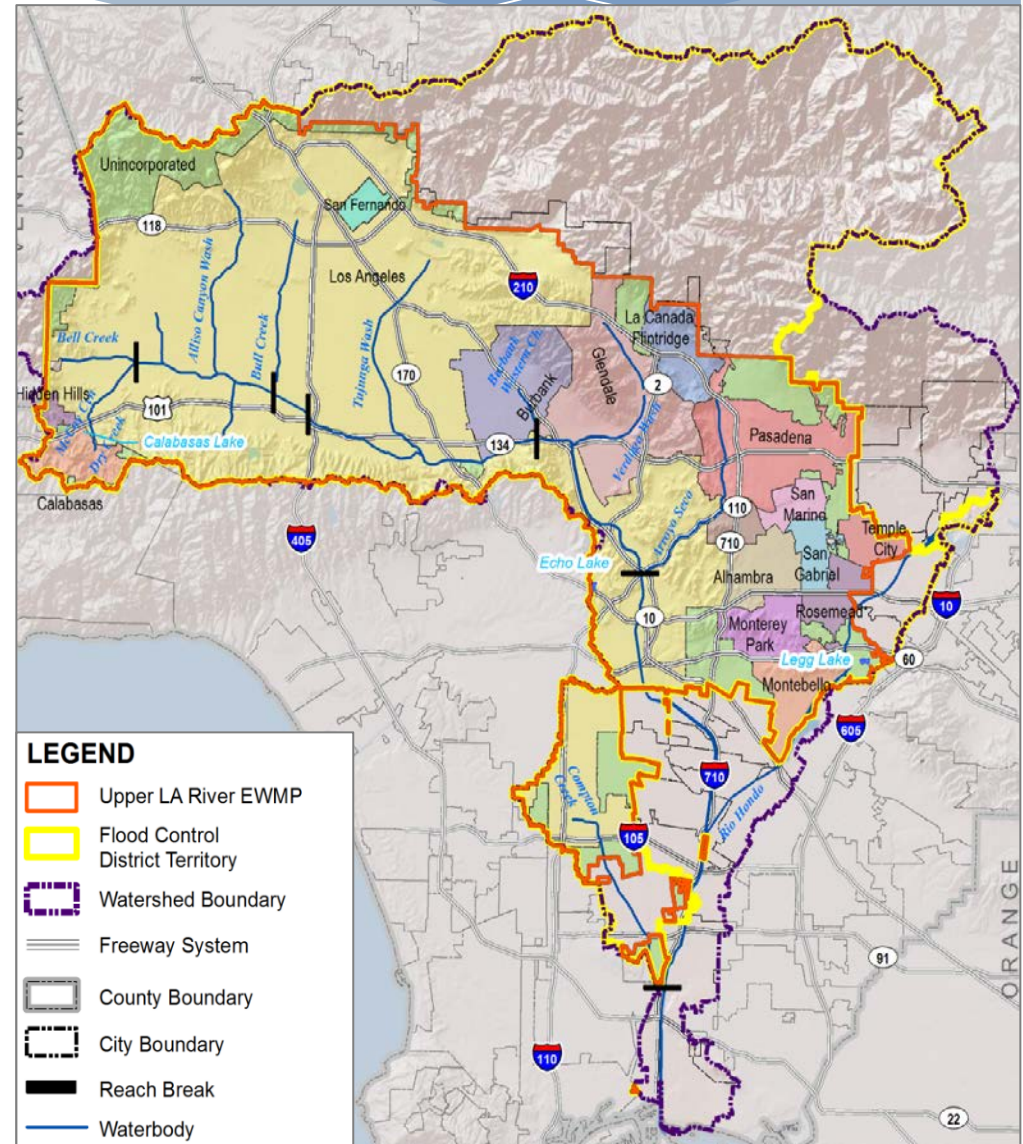 Unincorporated
San Fernando
118
Los Angeles
210
Alliso Canyon Wash
Bull Creek
Tujunga Wash
La Canada
Flintridge
Bell Creek
Burbank
Western Ch.
Glendale
170
2
Hidden Hills
101
Burbank
Verdugo Wash
Calabasas Lake
Dry Creek
134
Pasadena
Calabasas
110
San
Marino
Arroyo Seco
405
710
Temple
City
Echo Lake
San
Gabriel
Alhambra
10
10
Rosemead
Monterey
Park
Legg Lake
60
Montebello
605
710
Compton
Creek
Rio Hondo
105
ORANGE
91
110
22
LEGEND
Upper LA River EWMP
Flood Control
District Territory
Watershed Boundary
Freeway System
County Boundary
City Boundary
Reach Break
Waterbody